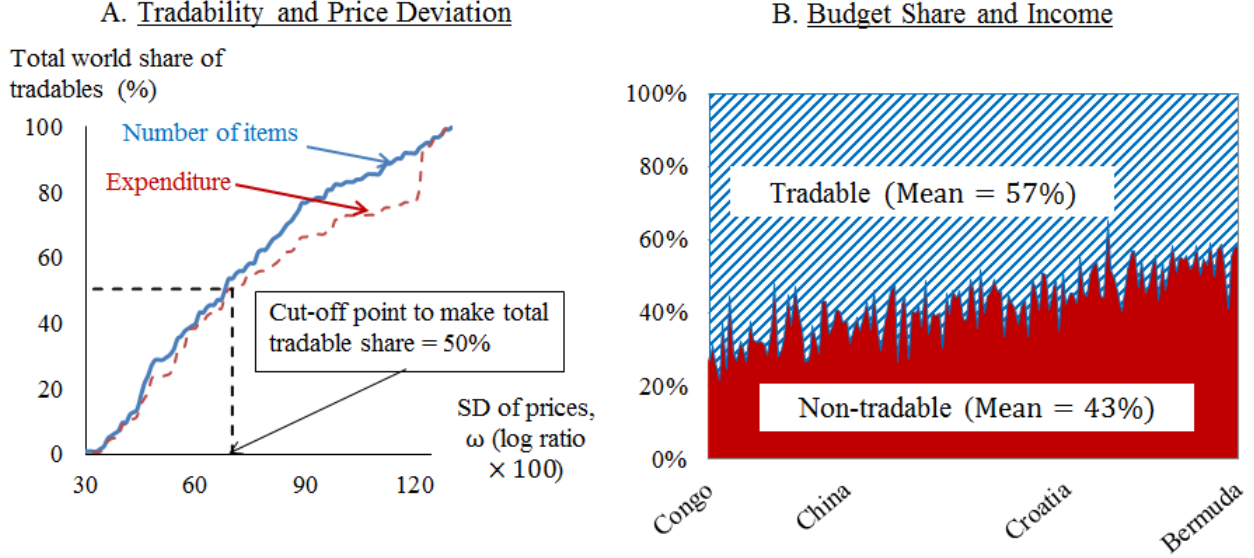 A. Tradability and Price Deviation
Total world share of
tradables (%)
100
80
60
40
20
0
30
60
90
120
Number of items
Expenditure
Cut-off point to make total
tradable share = 50%
SD of prices,
ω (log ratio
× 100)
B. Budget Share and Income
100%
80%
60%
40%
20%
0%
Tradable (Mean = 57%)
Non-tradable (Mean = 43%)
Congo
China
Croatia
Bermuda